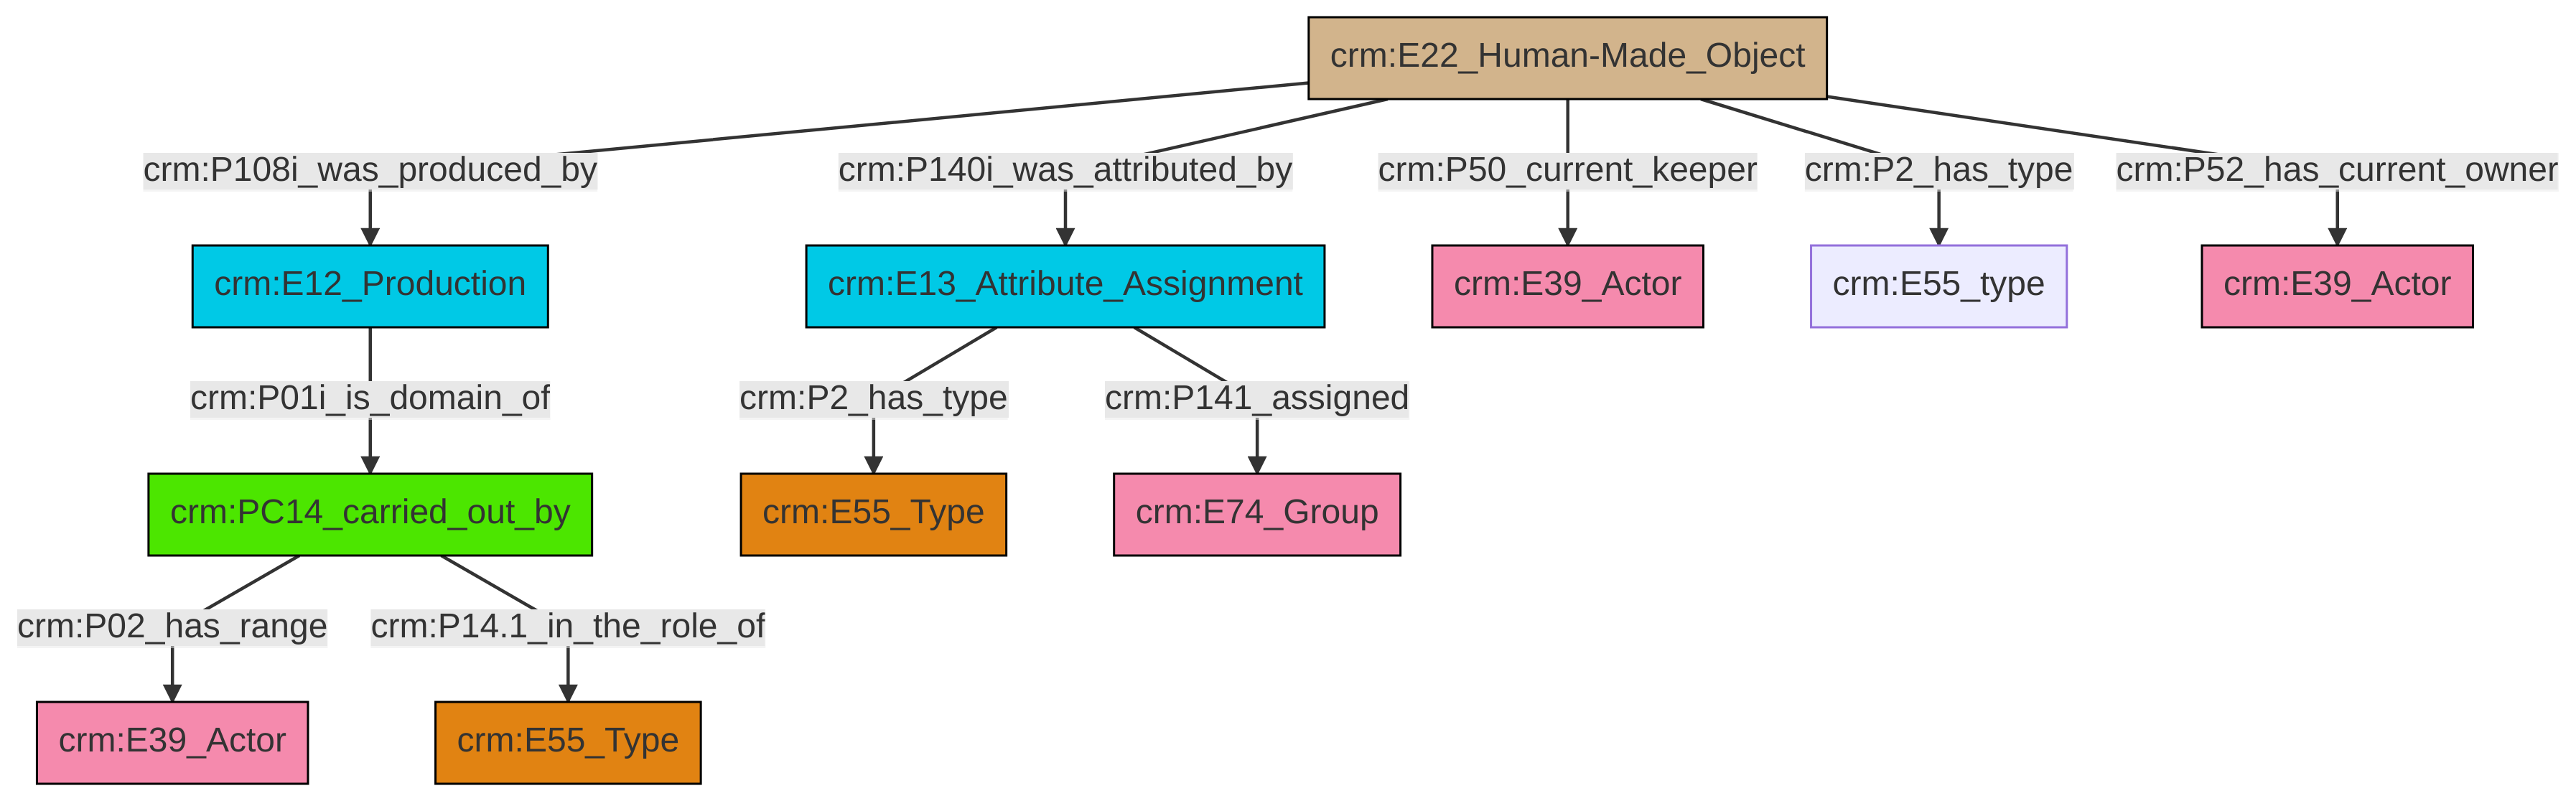 crm:E22_Human-Made_Object
crm:P108i_was_produced_by
crm:P140i_was_attributed_by
crm:P50_current_keeper
crm:P2_has_type
crm:P52_has_current_owner
crm:E12_Production
crm:E13_Attribute_Assignment
crm:E39_Actor
crm:E55_type
crm:E39_Actor
crm:P01i_is_domain_of
crm:P2_has_type
crm:P141_assigned
crm:PC14_carried_out_by
crm:E55_Type
crm:E74_Group
crm:P02_has_range
crm:P14.1_in_the_role_of
crm:E39_Actor
crm:E55_Type